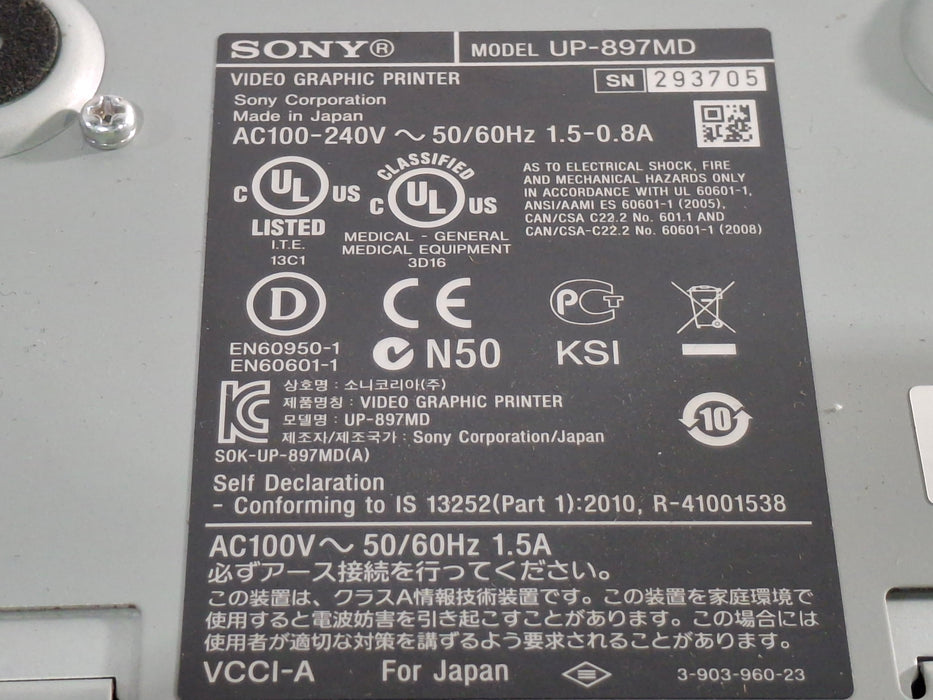 SONY® MODEL UP-897MD
VIDEO GRAPHIC PRINTER SN 293705
Sony Corporation
Made in Japan
AC100-240V ~ 50/60Hz 1.5-0.8A
C UL US
LISTED
I.T.E.
13C1
CLASSIFIED
C UL US
MEDICAL - GENERAL
MEDICAL EQUIPMENT
3D16
AS TO ELECTRICAL SHOCK, FIRE
AND MECHANICAL HAZARDS ONLY
IN ACCORDANCE WITH UL 60601-1,
ANSI/AAMI ES 60601-1 (2005),
CAN/CSA C22.2 No. 601.1 AND
CAN/CSA-C22.2 No. 60601-1 (2008)
D
EN60950-1
EN60601-1
CE
N50
PCT
KSI
KC
상호명 : 소니코리아(주)
제품명칭 : VIDEO GRAPHIC PRINTER
모델명 : UP-897MD
제조자/제조국가 : Sony Corporation/Japan
SOK-UP-897MD(A)
10
Self Declaration
- Conforming to IS 13252(Part 1):2010, R-41001538
AC100V~ 50/60Hz 1.5A
必ずアース接続を行ってください。
この装置は、クラスA情報技術装置です。この装置を家庭環境で
使用すると電波妨害を引き起こすことがあります。この場合には
使用者が適切な対策を講ずるよう要求されることがあります。
VCCI-A For Japan 3-903-960-23